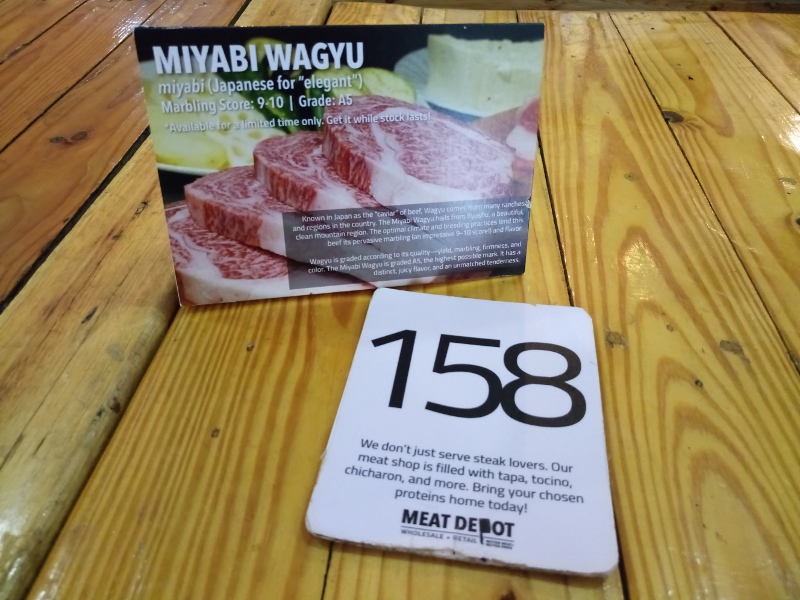 MIYABI WAGYU
miyabi (Japanese for "elegant")
Marbling Score: 9-10 | Grade: A5
*Available for a limited time only. Get it while stock lasts!
Known in Japan as the "caviar" of beef, Wagyu comes from many ranches
and regions in the country. The Miyabi Wagyu hails from Kyushu, a beautiful,
clean mountain region. The optimal climate and breeding practices lend this
beef its pervasive marbling (an impressive 9-10 score!) and flavor.
Wagyu is graded according to its quality—yield, marbling, firmness, and
color. The Miyabi Wagyu is graded A5, the highest possible mark. It has a
distinct, juicy flavor, and an unmatched tenderness.
158
We don't just serve steak lovers. Our
meat shop is filled with tapa, tocino,
chicharon, and more. Bring your chosen
proteins home today!
MEAT DEPOT
WHOLESALE + RETAIL